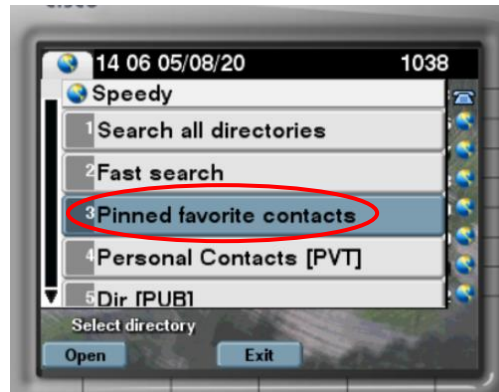 14 06 05/08/20 1038
Speedy
1 Search all directories
2 Fast search
3 Pinned favorite contacts
4 Personal Contacts [PVT]
5 Dir [PUB]
Select directory
Open Exit